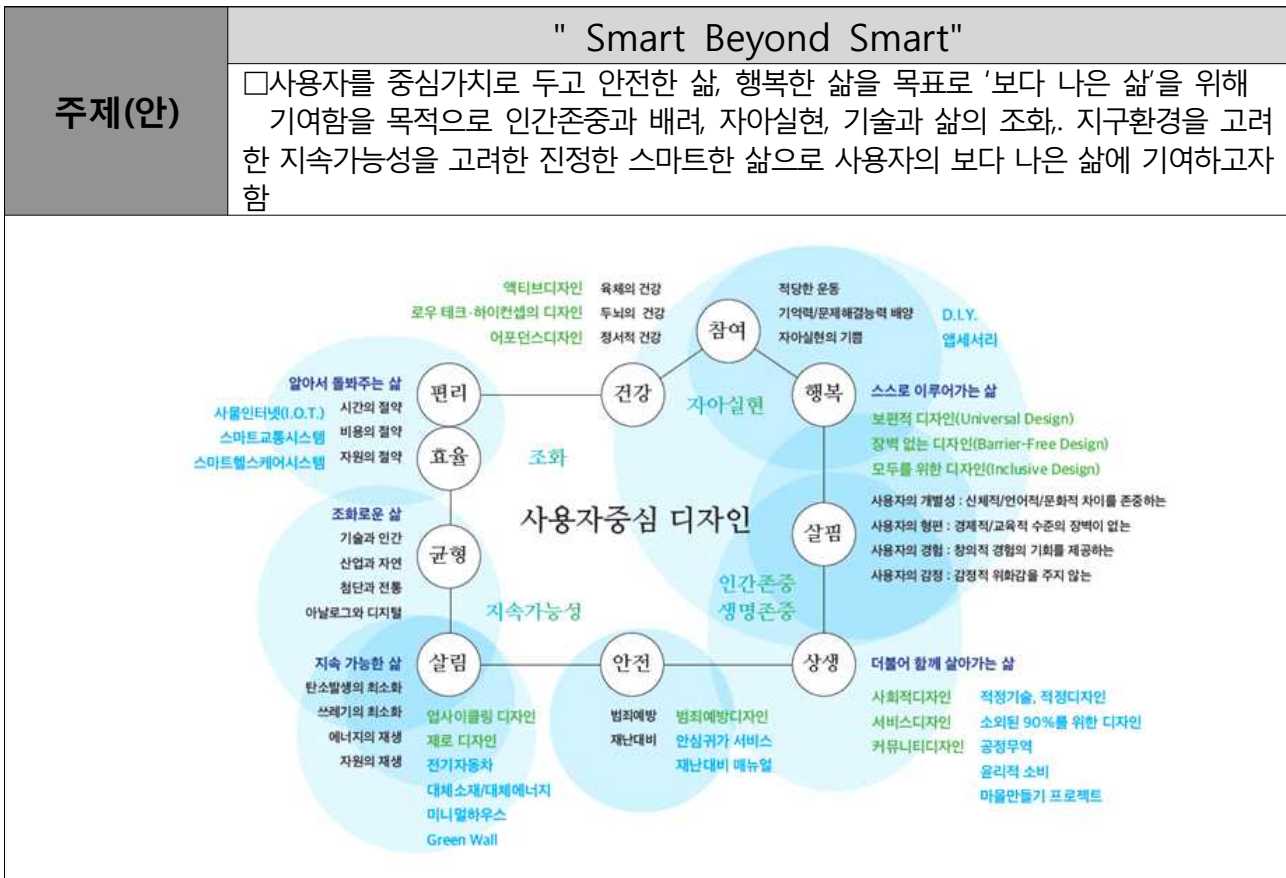 " Smart Beyond Smart"
주제(안)
□사용자를 중심가치로 두고 안전한 삶, 행복한 삶을 목표로 '보다 나은 삶'을 위해
기여함을 목적으로 인간존중과 배려, 자아실현, 기술과 삶의 조화,. 지구환경을 고려
한 지속가능성을 고려한 진정한 스마트한 삶으로 사용자의 보다 나은 삶에 기여하고자
함
액티브디자인 육체의 건강
로우 테크·하이컨셉의 디자인 두뇌의 건강
어포던스디자인 정서적 건강
참여
적당한 운동
기억력/문제해결능력 배양
자아실현의 기쁨
D.I.Y.
앱세서리
알아서 돌봐주는 삶
사물인터넷(I.O.T.) 시간의 절약
스마트교통시스템 비용의 절약
스마트헬스케어시스템 자원의 절약
편리
효율
건강
자아실현
행복
스스로 이루어가는 삶
보편적 디자인(Universal Design)
장벽 없는 디자인(Barrier-Free Design)
모두를 위한 디자인(Inclusive Design)
조화
사용자중심 디자인
조화로운 삶
기술과 인간
산업과 자연
첨단과 전통
아날로그와 디지털
균형
살핌
사용자의 개별성 : 신체적/언어적/문화적 차이를 존중하는
사용자의 형편 : 경제적/교육적 수준의 장벽이 없는
사용자의 경험 : 창의적 경험의 기회를 제공하는
사용자의 감정 : 감정적 위화감을 주지 않는
인간존중
생명존중
지속가능성
지속 가능한 삶
탄소발생의 최소화
쓰레기의 최소화
에너지의 재생
자원의 재생
살림
업사이클링 디자인
제로 디자인
전기자동차
대체소재/대체에너지
미니멀하우스
Green Wall
안전
범죄예방 범죄예방디자인
재난대비 안심귀가 서비스
재난대비 매뉴얼
상생
더불어 함께 살아가는 삶
사회적디자인 적정기술, 적정디자인
서비스디자인 소외된 90%를 위한 디자인
커뮤니티디자인 공정무역
윤리적 소비
마을만들기 프로젝트